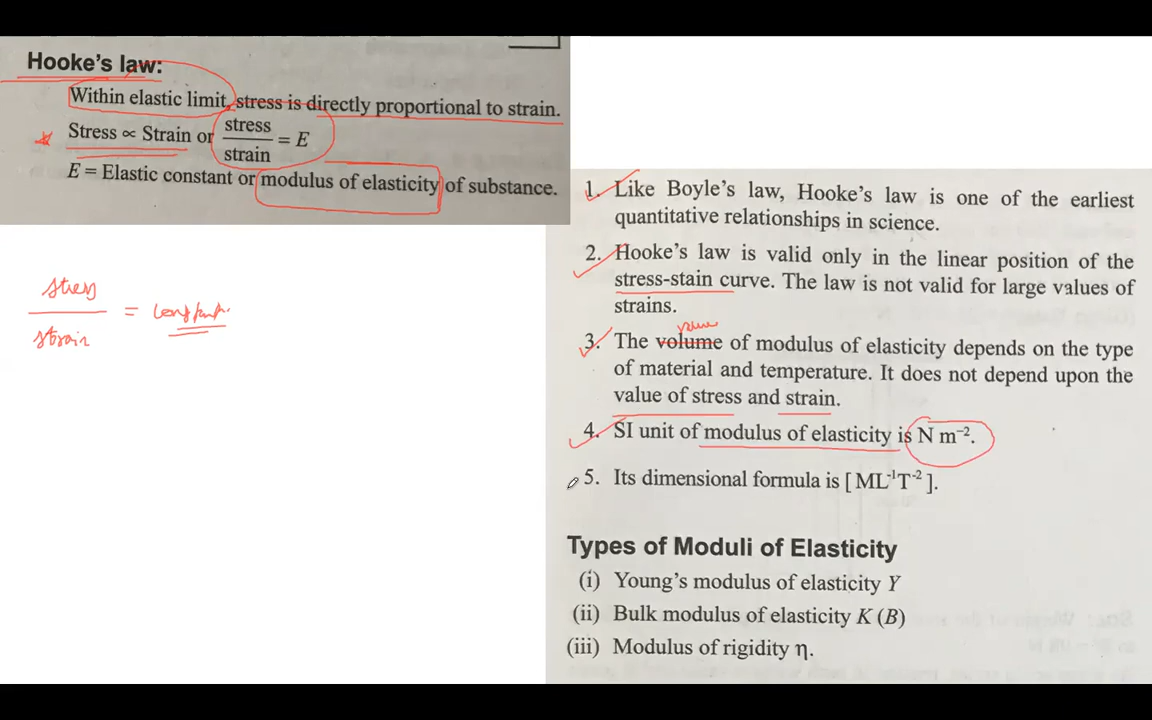 Hooke's law:
Within elastic limit, stress is directly proportional to strain.
Stress ∝ Strain or stress/strain = E
E = Elastic constant or modulus of elasticity of substance.
stress/strain = constant
1. Like Boyle's law, Hooke's law is one of the earliest
quantitative relationships in science.
2. Hooke's law is valid only in the linear position of the
stress-stain curve. The law is not valid for large values of
strains.
value
3. The volume of modulus of elasticity depends on the type
of material and temperature. It does not depend upon the
value of stress and strain.
4. SI unit of modulus of elasticity is N m⁻².
5. Its dimensional formula is [ML⁻¹T⁻²].
Types of Moduli of Elasticity
(i) Young's modulus of elasticity Y
(ii) Bulk modulus of elasticity K (B)
(iii) Modulus of rigidity η.